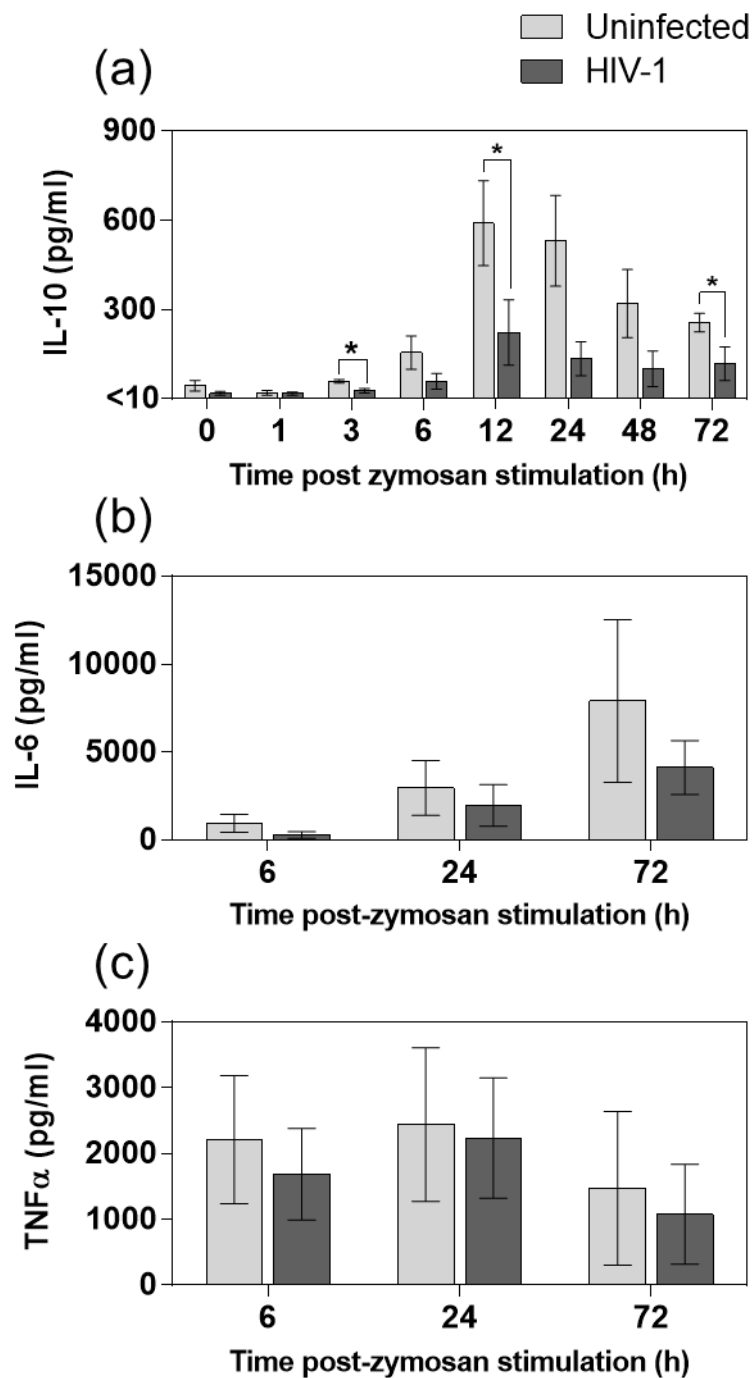 Uninfected
HIV-1
(a)
900
600
300
<10
IL-10 (pg/ml)
*
*
*
0 1 3 6 12 24 48 72
Time post zymosan stimulation (h)
(b)
15000
10000
5000
0
IL-6 (pg/ml)
6 24 72
Time post-zymosan stimulation (h)
(c)
4000
3000
2000
1000
0
TNFα (pg/ml)
6 24 72
Time post-zymosan stimulation (h)